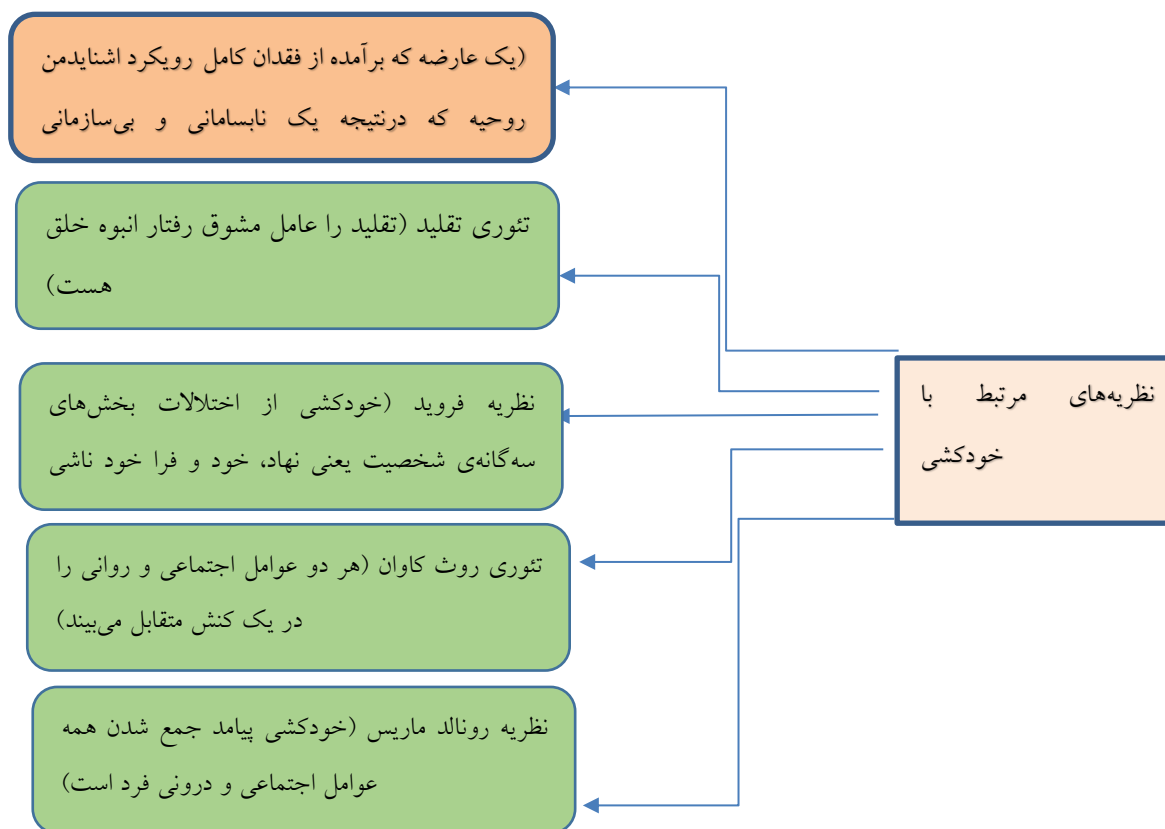 (یک عارضه که برآمده از فقدان کامل رویکرد اشنایدمن
روحیه که درنتیجه یک نابسامانی و بی‌سازمانی
تئوری تقلید (تقلید را عامل مشوق رفتار انبوه خلق
هست)
نظریه فروید (خودکشی از اختلالات بخش‌های
سه‌گانه‌ی شخصیت یعنی نهاد، خود و فرا خود ناشی
تئوری روث کاوان (هر دو عوامل اجتماعی و روانی را
در یک کنش متقابل می‌بیند)
نظریه رونالد ماریس (خودکشی پیامد جمع شدن همه
عوامل اجتماعی و درونی فرد است)
نظریه‌های مرتبط با
خودکشی